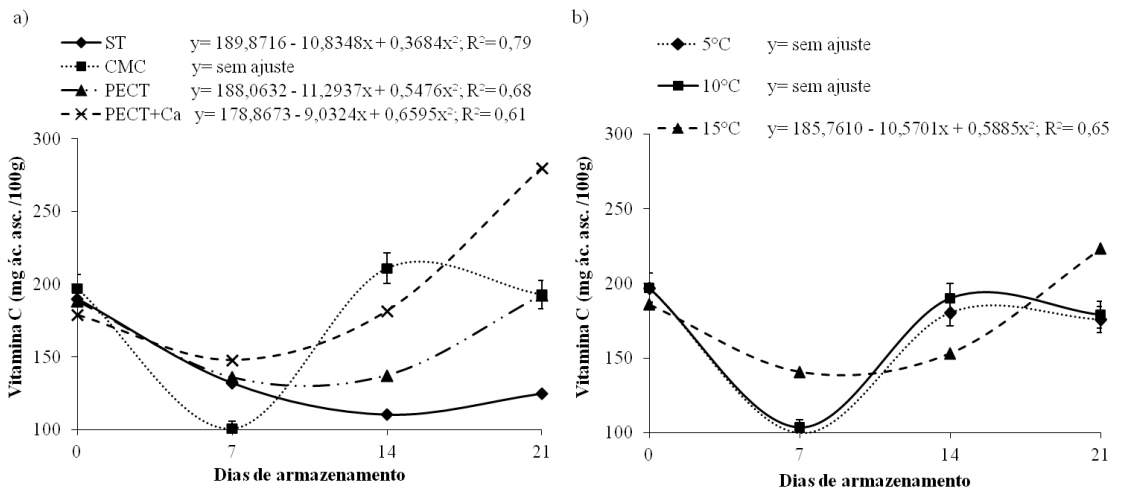 a)
ST y= 189,8716 - 10,8348x + 0,3684x²; R²= 0,79
CMC y= sem ajuste
PECT y= 188,0632 - 11,2937x + 0,5476x²; R²= 0,68
PECT+Ca y= 178,8673 - 9,0324x + 0,6595x²; R²= 0,61
300
250
200
150
100
Vitamina C (mg ác. asc. /100g)
0 7 14 21
Dias de armazenamento
b)
5°C y= sem ajuste
10°C y= sem ajuste
15°C y= 185,7610 - 10,5701x + 0,5885x²; R²= 0,65
300
250
200
150
100
Vitamina C (mg ác. asc. /100g)
0 7 14 21
Dias de armazenamento